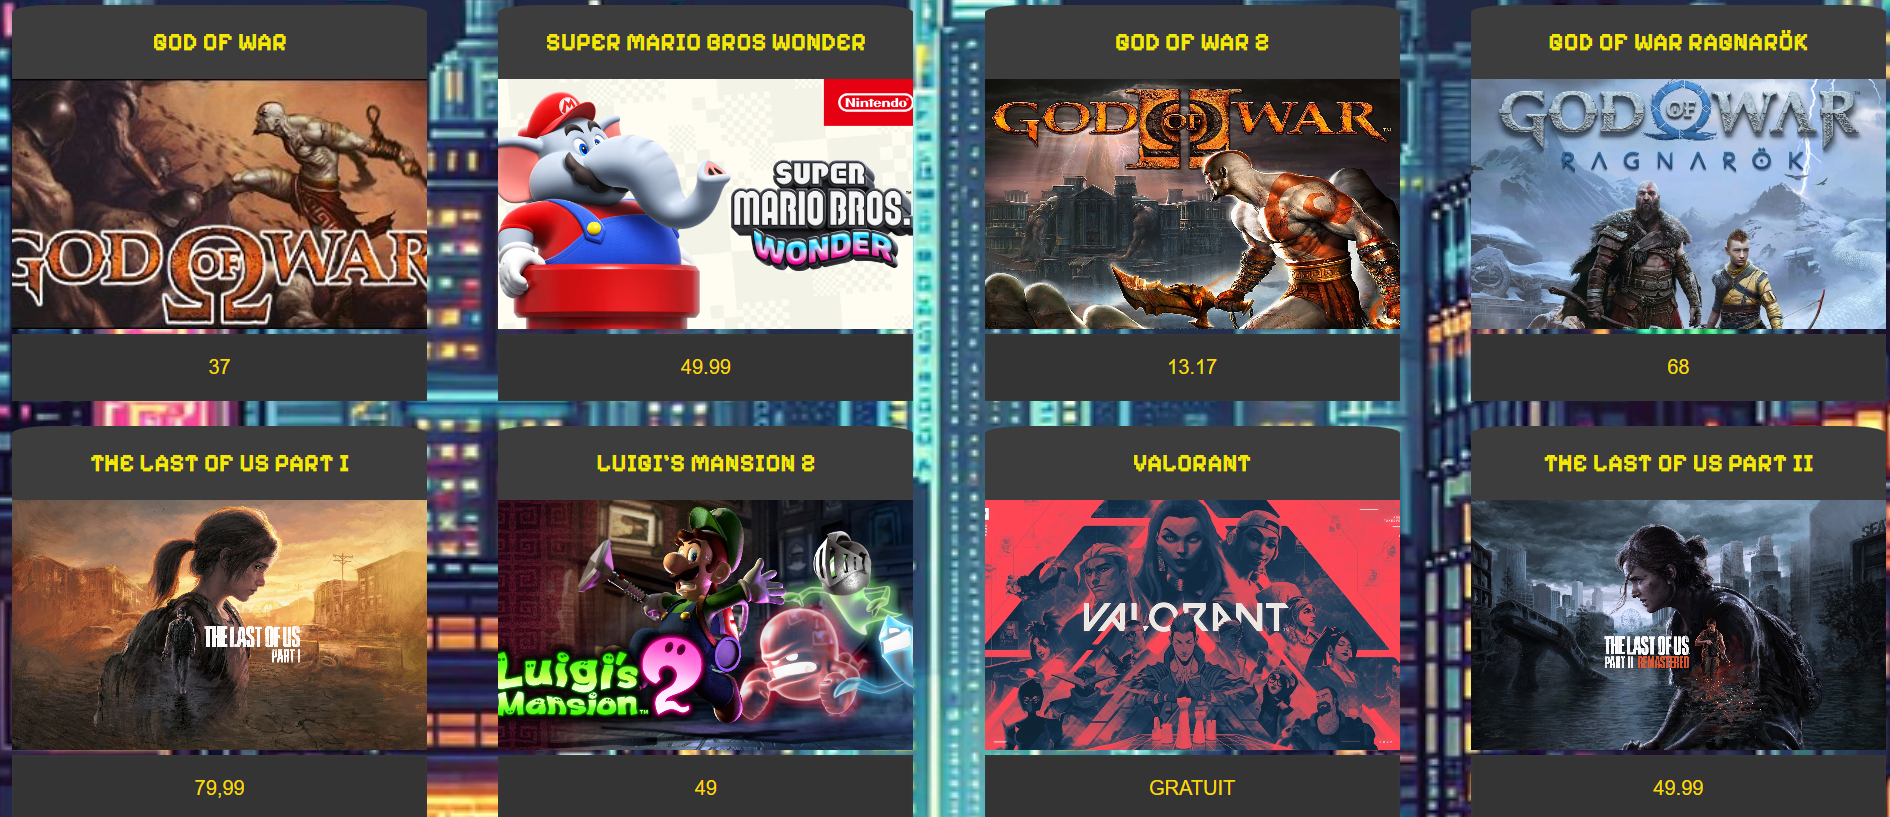 GOD OF WAR
SUPER MARIO BROS WONDER
GOD OF WAR 2
GOD OF WAR RAGNARÖK
GOD OF WAR
Nintendo
SUPER
MARIO BROS.
WONDER
GOD OF WAR
II
GOD OF WAR
RAGNARÖK
37
49.99
13.17
68
THE LAST OF US PART I
LUIGI'S MANSION 2
VALORANT
THE LAST OF US PART II
THE LAST OF US
PART I
Luigi's
Mansion 2
VALORANT
THE LAST OF US
PART II REMASTERED
79,99
49
GRATUIT
49.99